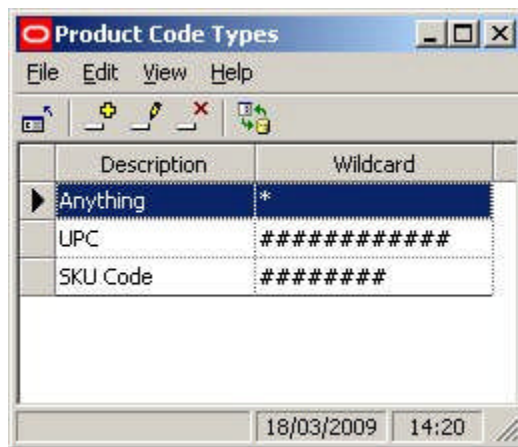 Product Code Types
File Edit View Help
Description Wildcard
Anything *
UPC ############
SKU Code ########
18/03/2009 14:20